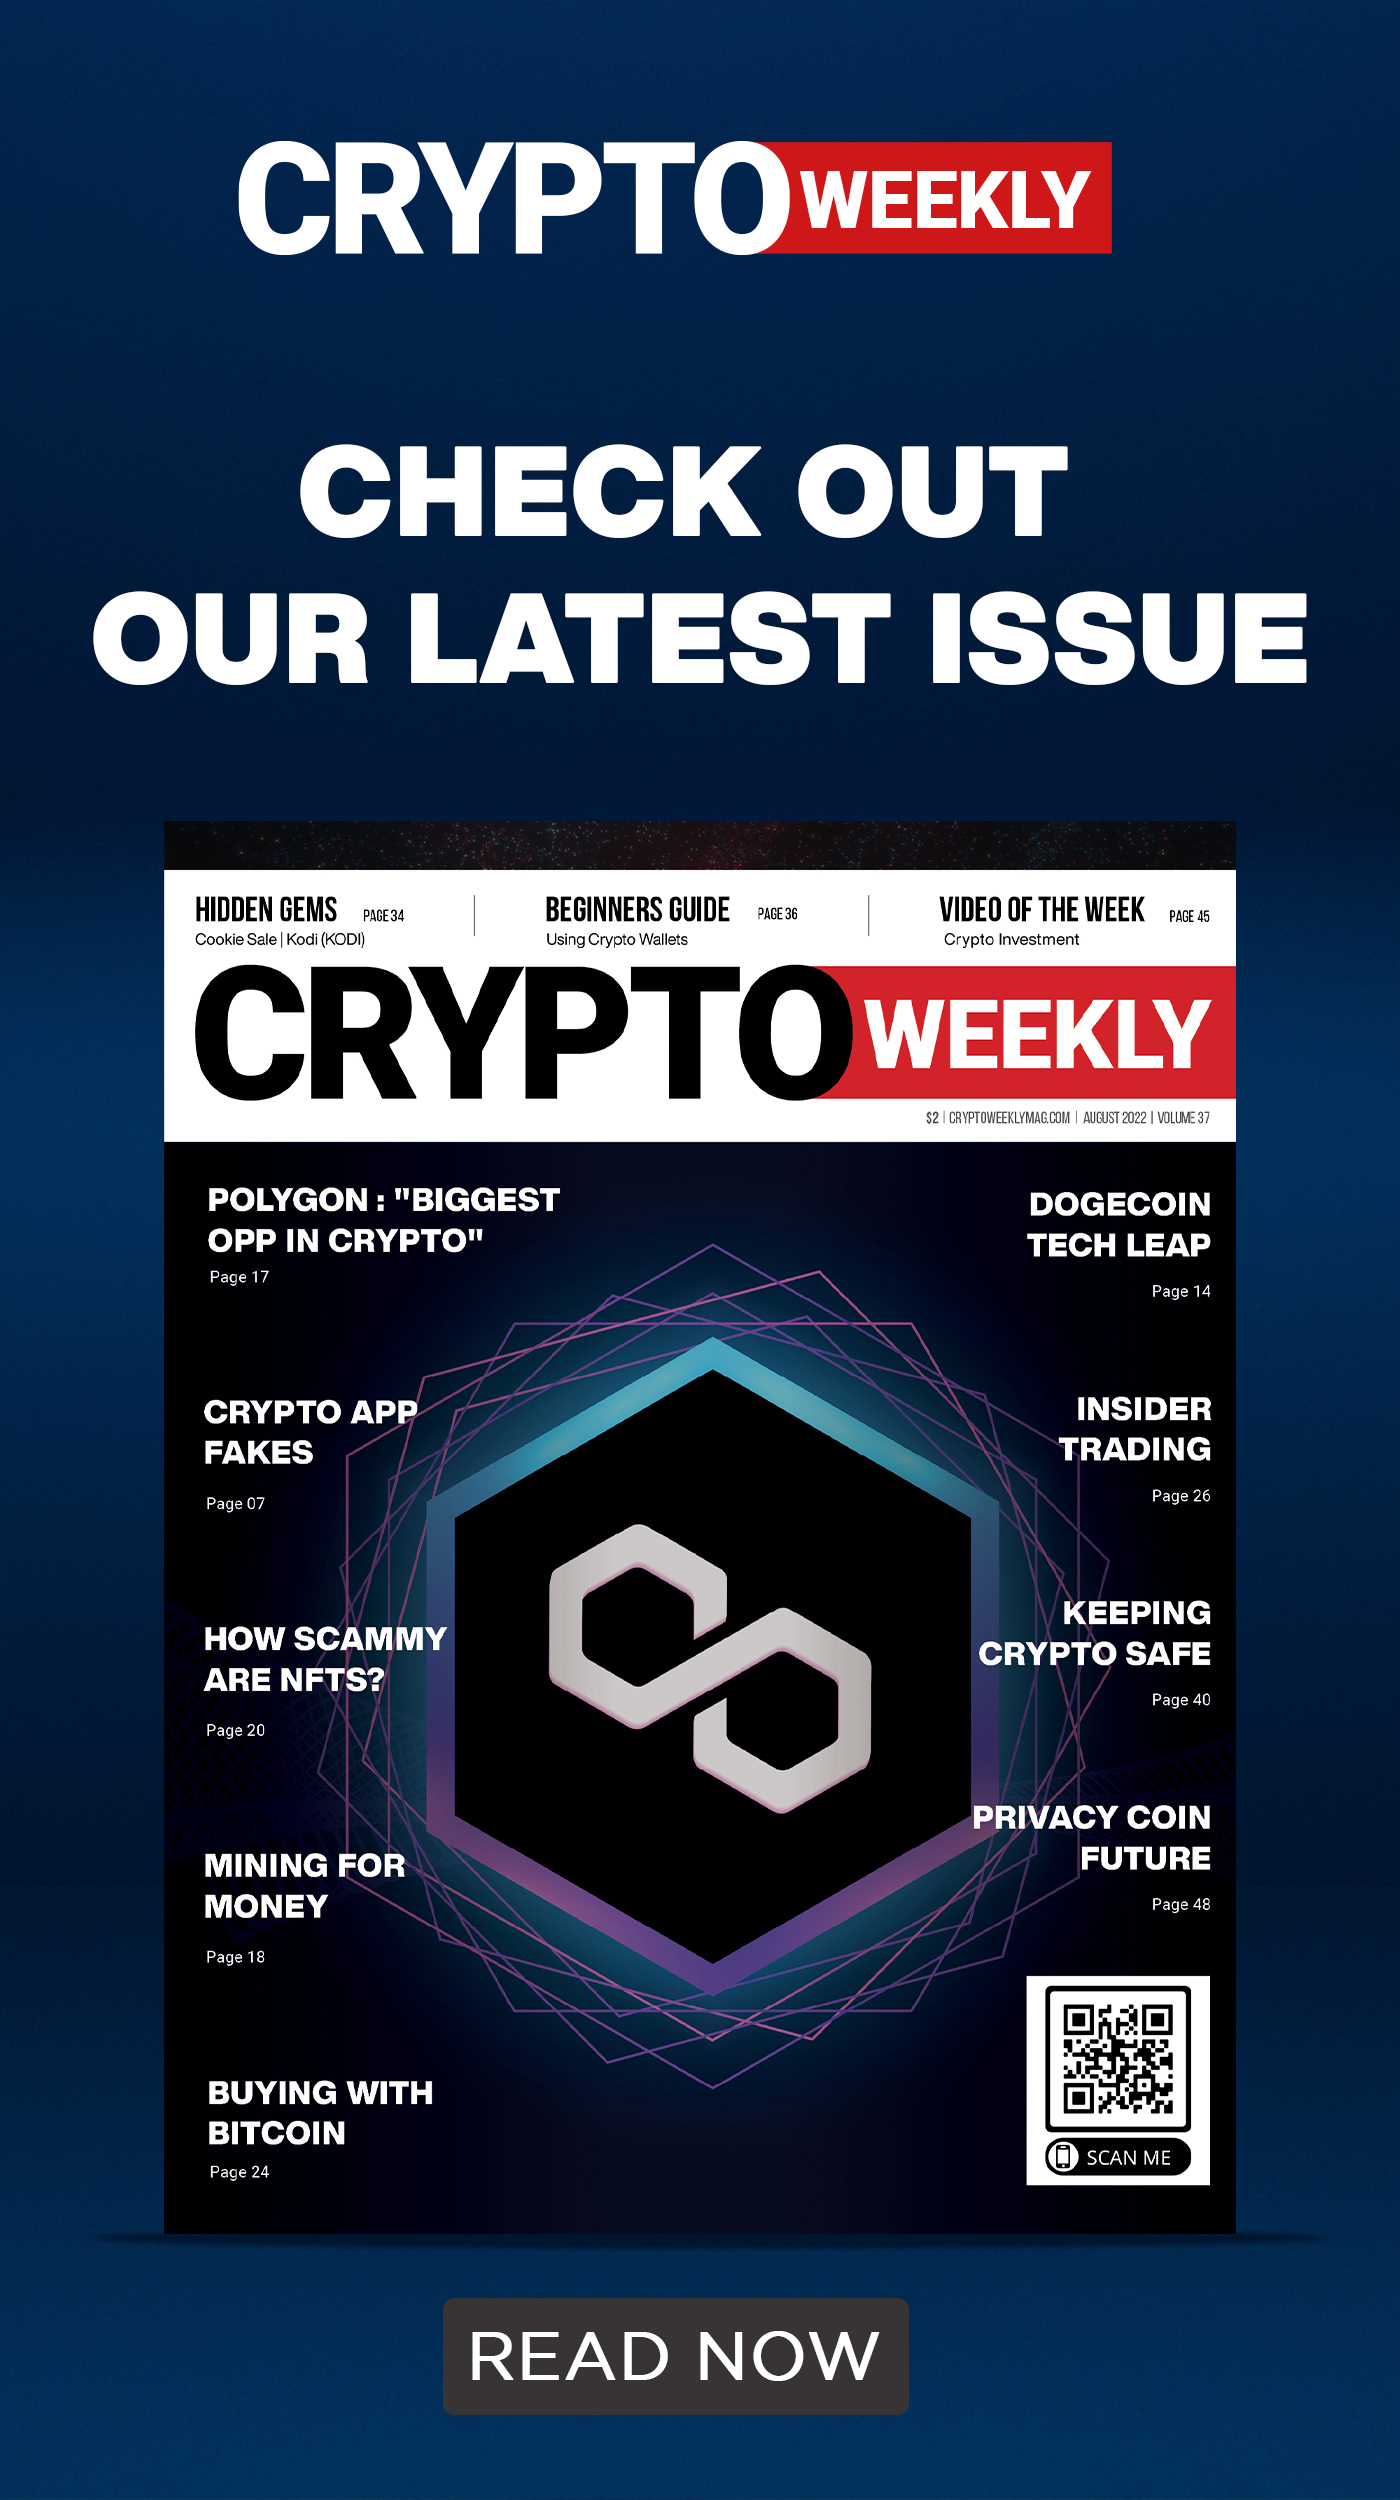 CRYPTOWEEKLY
CHECK OUT
OUR LATEST ISSUE
HIDDEN GEMS PAGE 34
Cookie Sale | Kodi (KODI)
BEGINNERS GUIDE PAGE 36
Using Crypto Wallets
VIDEO OF THE WEEK PAGE 45
Crypto Investment
CRYPTOWEEKLY
$2 | CRYPTOWEEKLYMAG.COM | AUGUST 2022 | VOLUME 37
POLYGON : "BIGGEST
OPP IN CRYPTO"
Page 17
CRYPTO APP
FAKES
Page 07
HOW SCAMMY
ARE NFTS?
Page 20
MINING FOR
MONEY
Page 18
BUYING WITH
BITCOIN
Page 24
DOGECOIN
TECH LEAP
Page 14
INSIDER
TRADING
Page 26
KEEPING
CRYPTO SAFE
Page 40
PRIVACY COIN
FUTURE
Page 48
SCAN ME
READ NOW